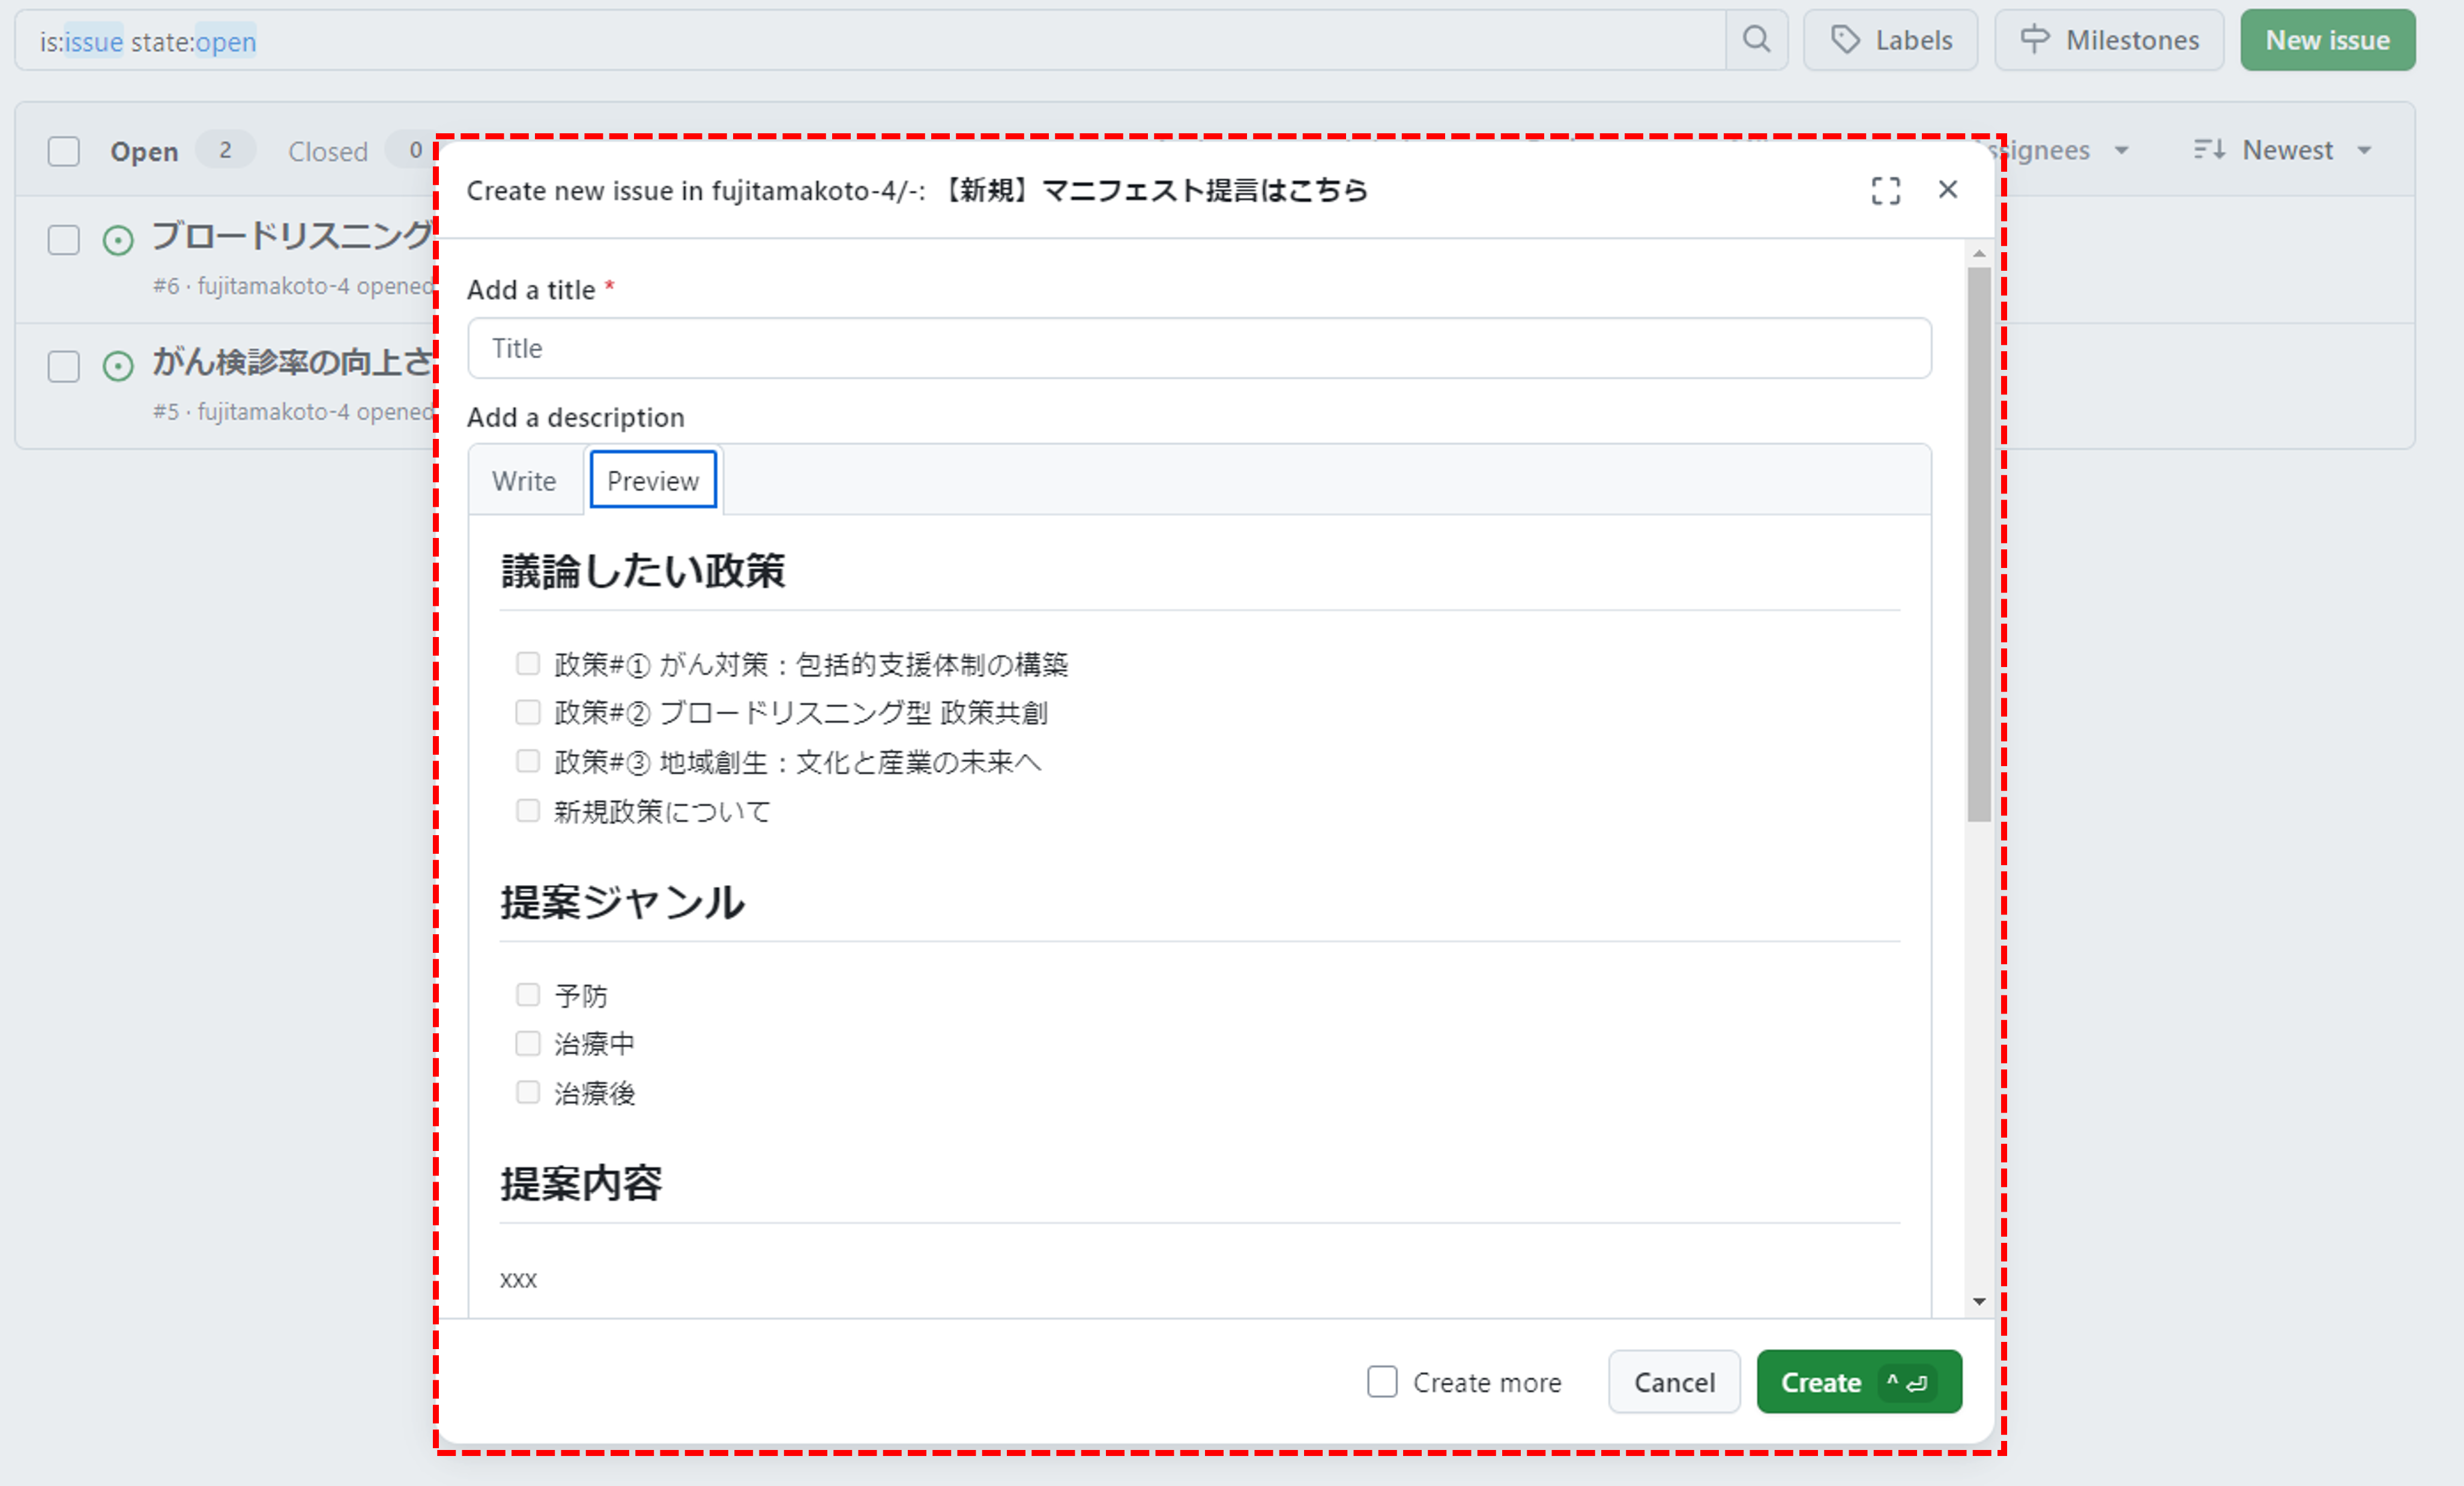 is:issue state:open
Labels
Milestones
New issue
Open 2 Closed 0
Newest
ブロードリスニング
#6 · fujitamakoto-4 opened
がん検診率の向上さ
#5 · fujitamakoto-4 opened
Create new issue in fujitamakoto-4/-: 【新規】マニフェスト提言はこちら
Add a title *
Title
Add a description
Write Preview
議論したい政策
政策#① がん対策：包括的支援体制の構築
政策#② ブロードリスニング型 政策共創
政策#③ 地域創生：文化と産業の未来へ
新規政策について
提案ジャンル
予防
治療中
治療後
提案内容
xxx
Create more
Cancel
Create